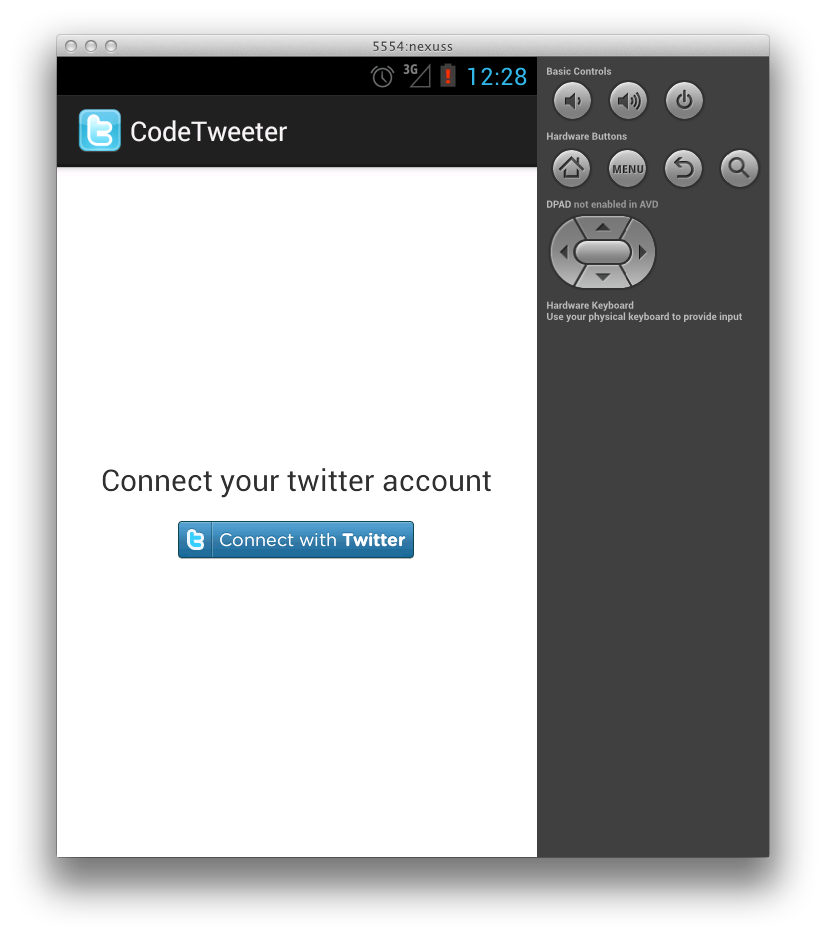 5554:nexuss
3G 12:28
CodeTweeter
Connect your twitter account
Connect with Twitter
Basic Controls
Hardware Buttons
MENU
DPAD not enabled in AVD
Hardware Keyboard
Use your physical keyboard to provide input